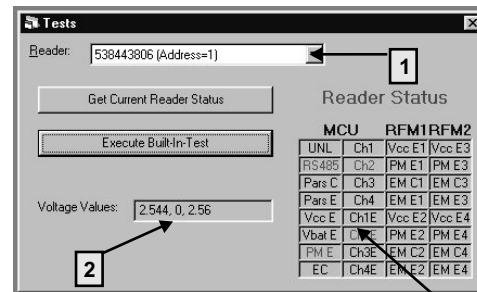 Tests
Reader: 538443806 (Address=1)
1
Get Current Reader Status
Execute Built-In-Test
Voltage Values: 2.544, 0, 2.56
2
Reader Status
MCU RFM1 RFM2
UNL Ch1 Vcc E1 Vcc E3
RS485 Ch2 PM E1 PM E3
Pars C Ch3 EM C1 EM C3
Pars E Ch4 EM E1 EM E3
Vcc E Ch1E Vcc E2 Vcc E4
Vbat E PM E2 PM E4
PM E Ch3E EM C2 EM C4
EC Ch4E EM E2 EM E4